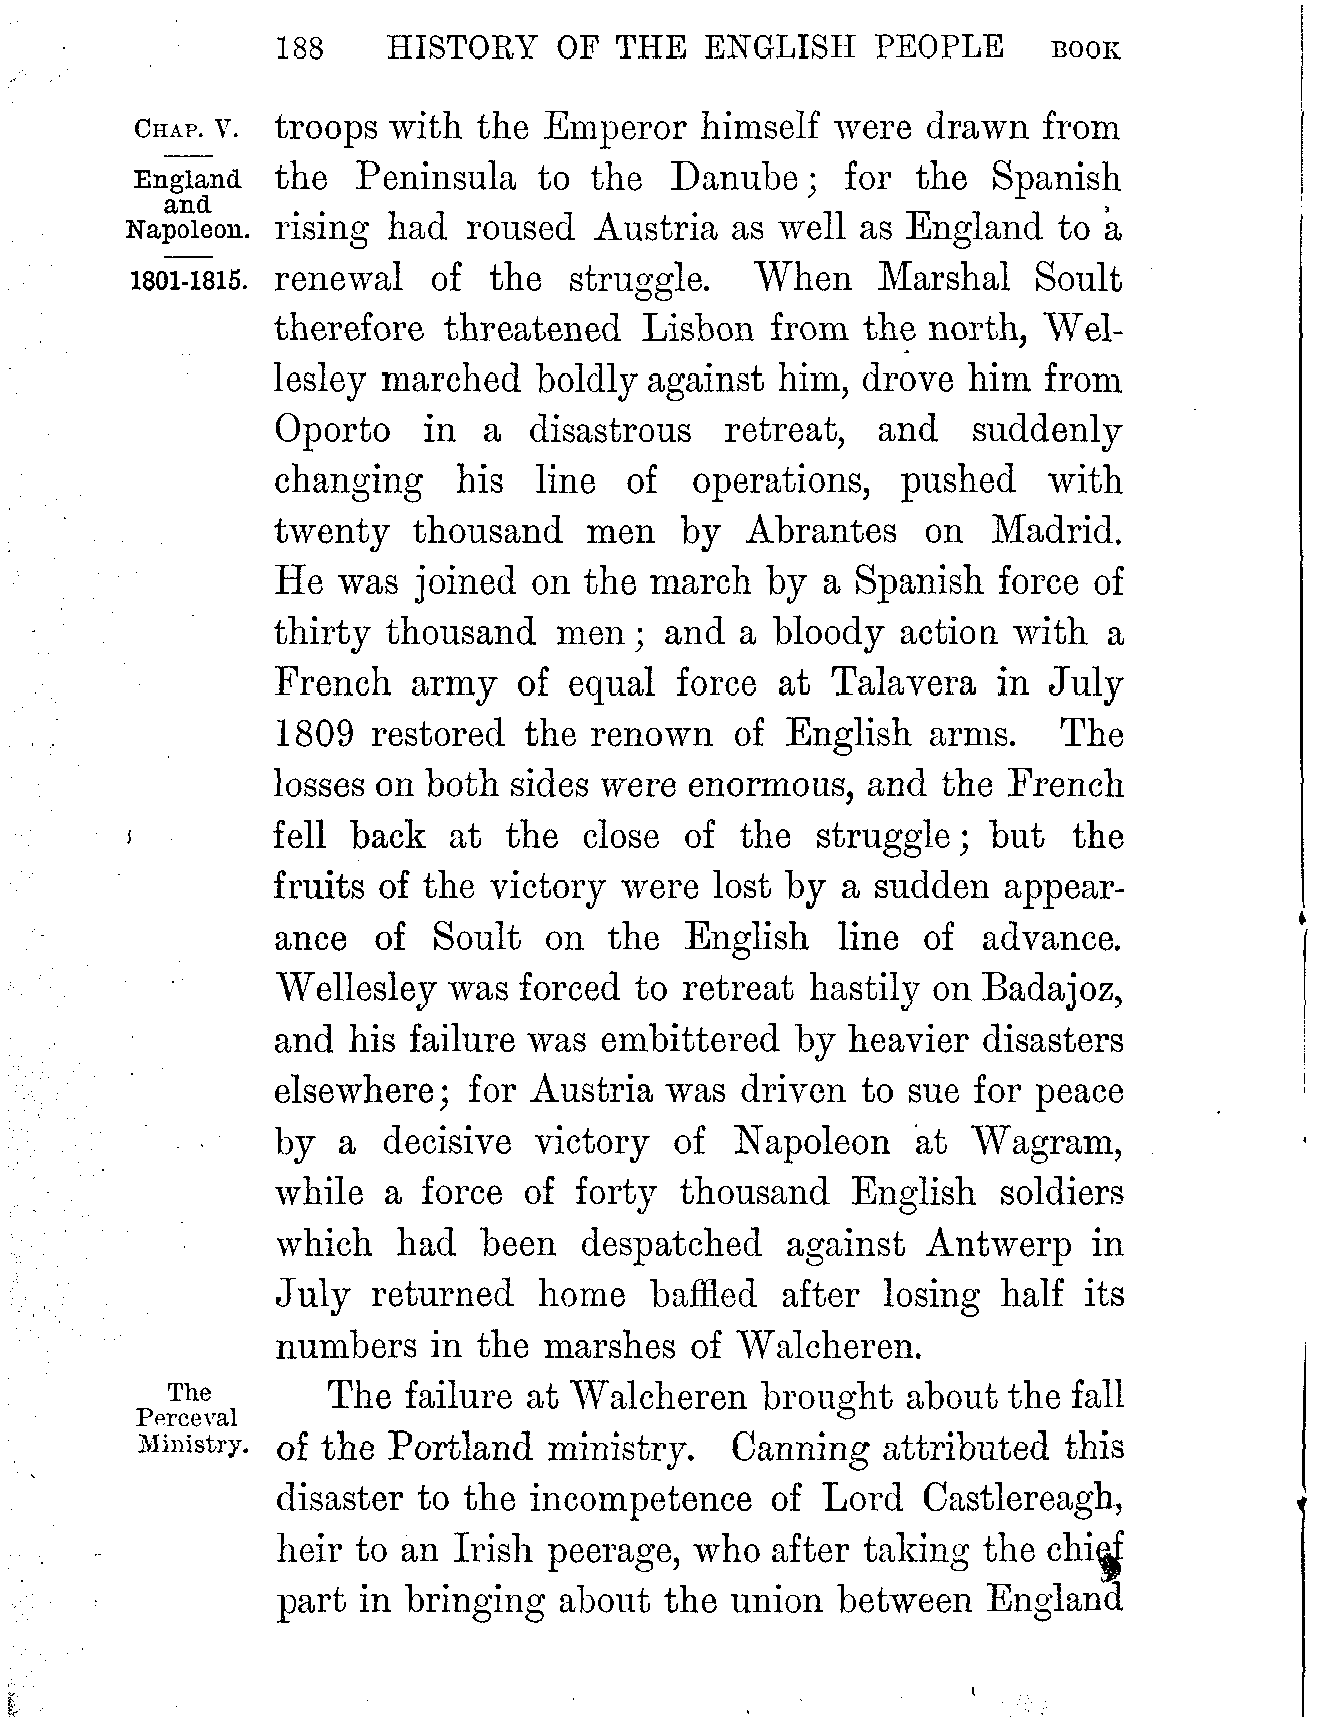 188 HISTORY OF THE ENGLISH PEOPLE BOOK
CHAP. V.
England
and
Napoleon.
1801-1815.
troops with the Emperor himself were drawn from
the Peninsula to the Danube; for the Spanish
rising had roused Austria as well as England to a
renewal of the struggle. When Marshal Soult
therefore threatened Lisbon from the north, Wel-
lesley marched boldly against him, drove him from
Oporto in a disastrous retreat, and suddenly
changing his line of operations, pushed with
twenty thousand men by Abrantes on Madrid.
He was joined on the march by a Spanish force of
thirty thousand men; and a bloody action with a
French army of equal force at Talavera in July
1809 restored the renown of English arms. The
losses on both sides were enormous, and the French
fell back at the close of the struggle; but the
fruits of the victory were lost by a sudden appear-
ance of Soult on the English line of advance.
Wellesley was forced to retreat hastily on Badajoz,
and his failure was embittered by heavier disasters
elsewhere; for Austria was driven to sue for peace
by a decisive victory of Napoleon at Wagram,
while a force of forty thousand English soldiers
which had been despatched against Antwerp in
July returned home baffled after losing half its
numbers in the marshes of Walcheren.
The
Perceval
Ministry.
The failure at Walcheren brought about the fall
of the Portland ministry. Canning attributed this
disaster to the incompetence of Lord Castlereagh,
heir to an Irish peerage, who after taking the chief
part in bringing about the union between England